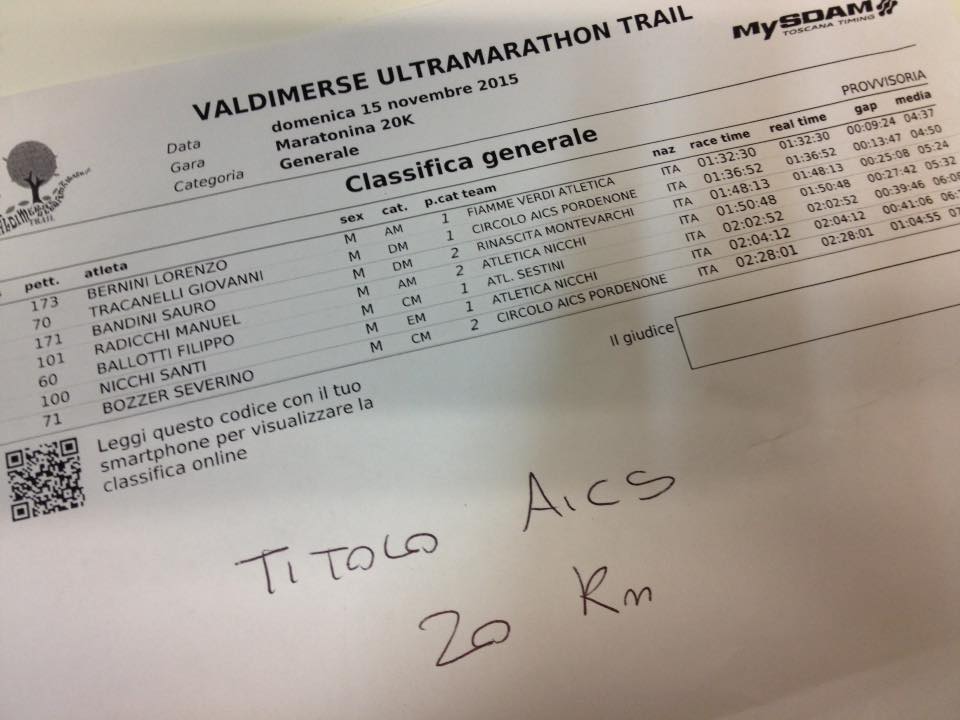 VALDIMERSE ULTRAMARATHON TRAIL
MySDAM
TOSCANA TIMING
Data domenica 15 novembre 2015
Gara Maratonina 20K
Categoria Generale
Classifica generale
PROVVISORIA
pett. atleta sex cat. p.cat team naz race time real time gap media
173 BERNINI LORENZO M AM 1 FIAMME VERDI ATLETICA ITA 01:32:30 01:32:30 00:09:24 04:37
70 TRACANELLI GIOVANNI M DM 1 CIRCOLO AICS PORDENONE ITA 01:36:52 01:36:52 00:13:47 04:50
171 BANDINI SAURO M DM 2 RINASCITA MONTEVARCHI ITA 01:48:13 01:48:13 00:25:08 05:24
101 RADICCHI MANUEL M AM 2 ATLETICA NICCHI ITA 01:50:48 01:50:48 00:27:42 05:32
60 BALLOTTI FILIPPO M CM 1 ATL. SESTINI ITA 02:02:52 02:02:52 00:39:46
100 NICCHI SANTI M EM 1 ATLETICA NICCHI ITA 02:04:12 02:04:12 00:41:06
71 BOZZER SEVERINO M CM 2 CIRCOLO AICS PORDENONE ITA 02:28:01 02:28:01 01:04:55
Il giudice
Leggi questo codice con il tuo
smartphone per visualizzare la
classifica online
TITOLO AICS
20 Km